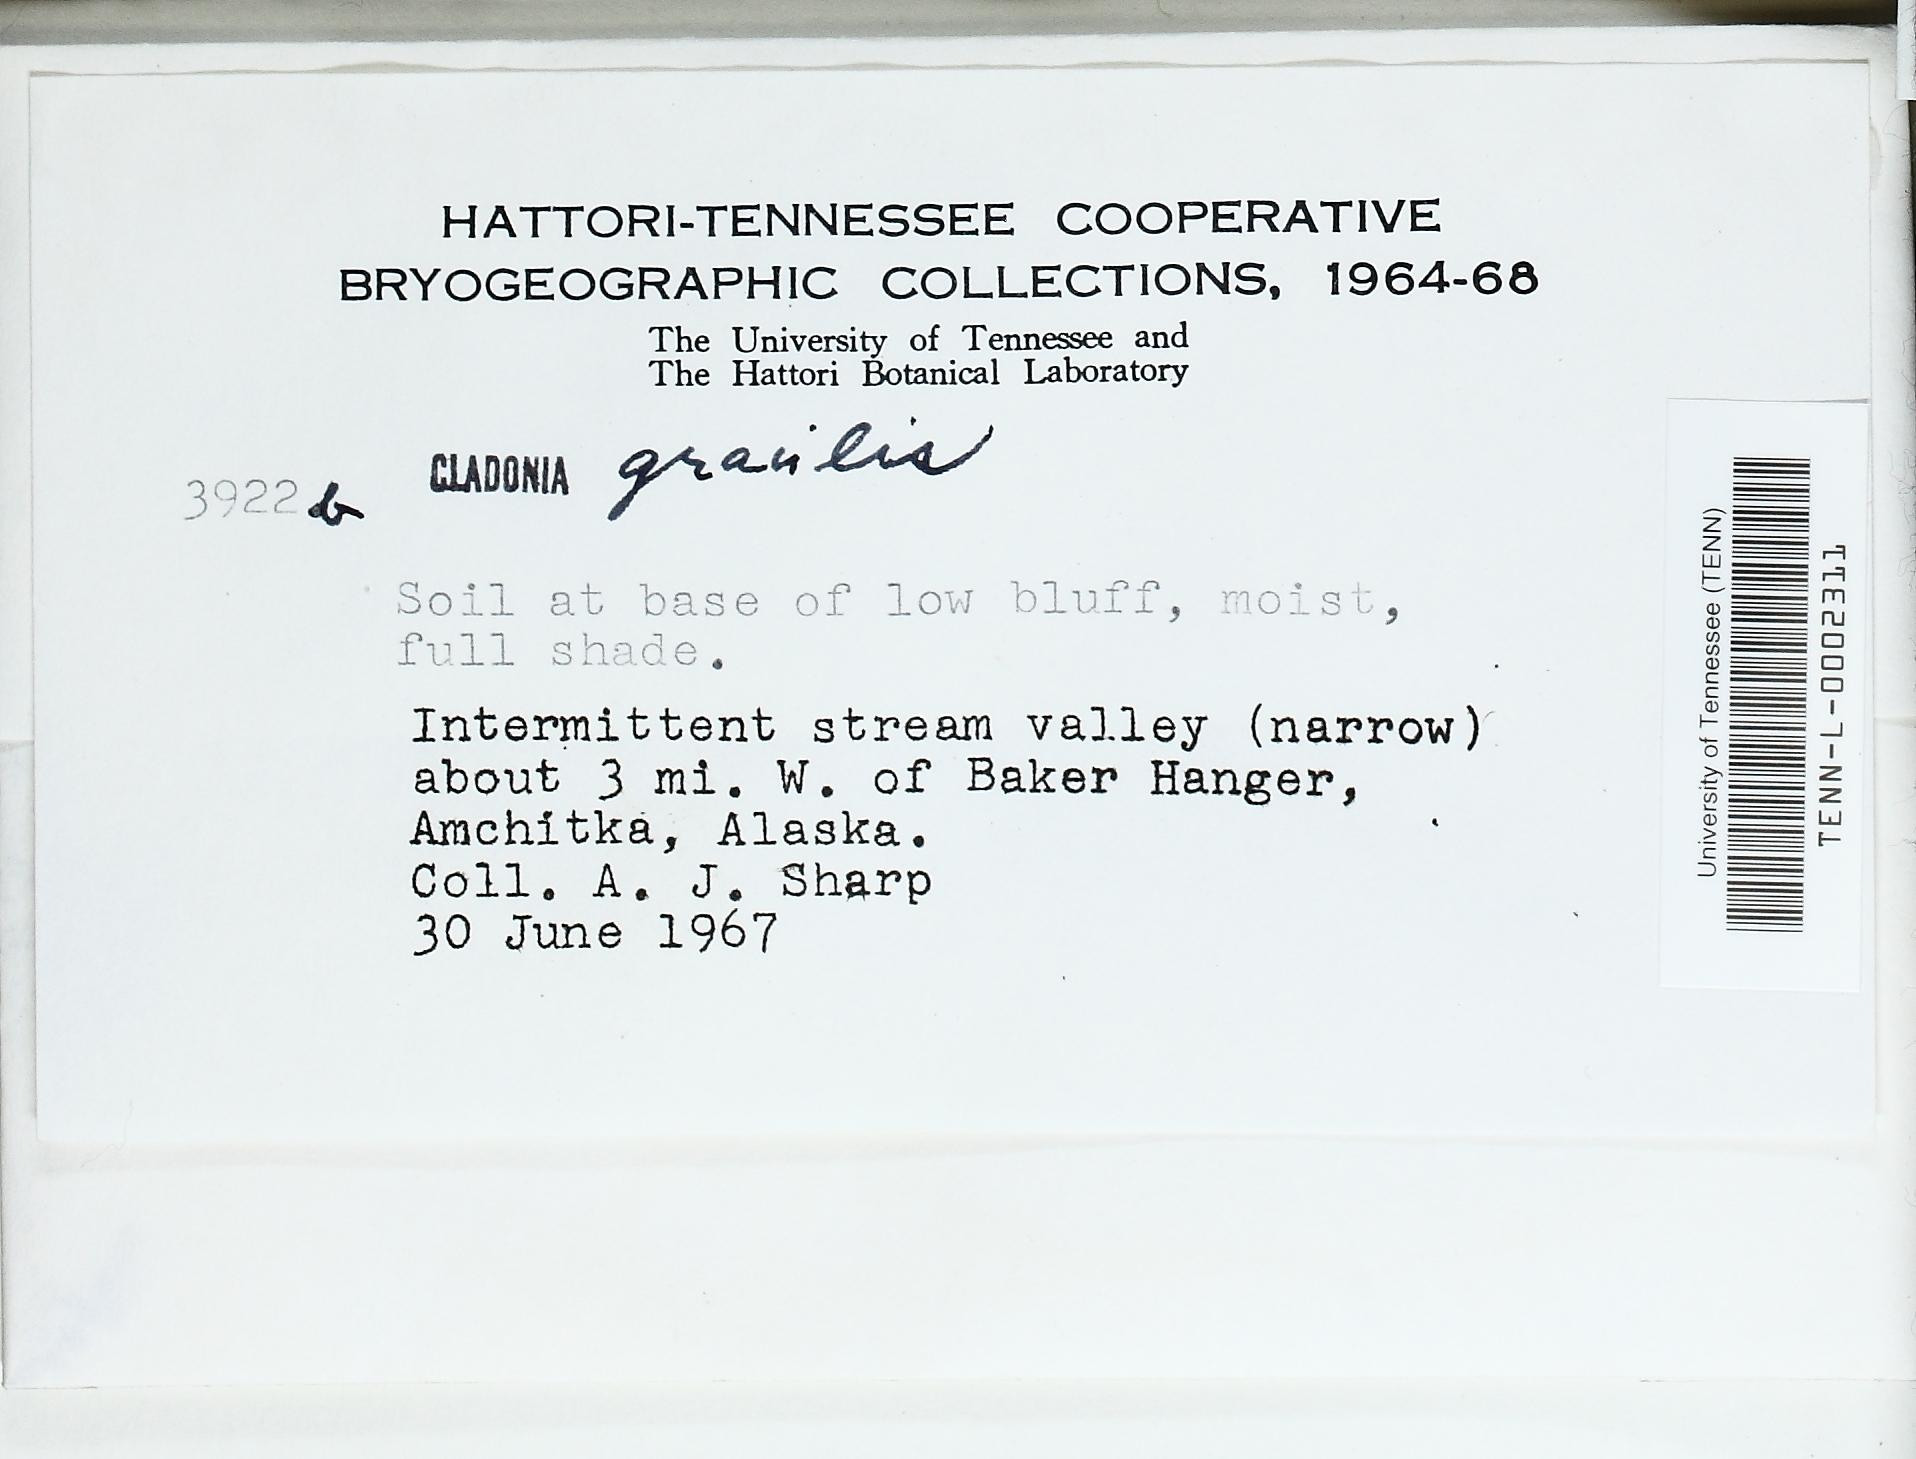 HATTORI-TENNESSEE COOPERATIVE
BRYOGEOGRAPHIC COLLECTIONS, 1964-68
The University of Tennessee and
The Hattori Botanical Laboratory
CLADONIA gracilis
3922 b
Soil at base of low bluff, moist,
full shade.
Intermittent stream valley (narrow)
about 3 mi. W. of Baker Hanger,
Amchitka, Alaska.
Coll. A. J. Sharp
30 June 1967
University of Tennessee (TENN)
TENN-L-0002311